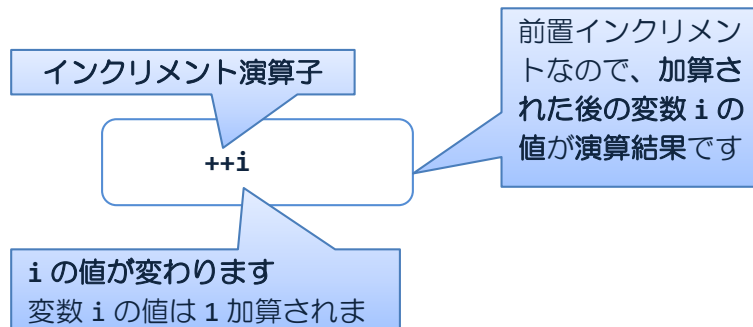 インクリメント演算子
前置インクリメン
トなので、加算さ
れた後の変数 i の
値が演算結果です
++i
i の値が変わります
変数 i の値は 1 加算されま